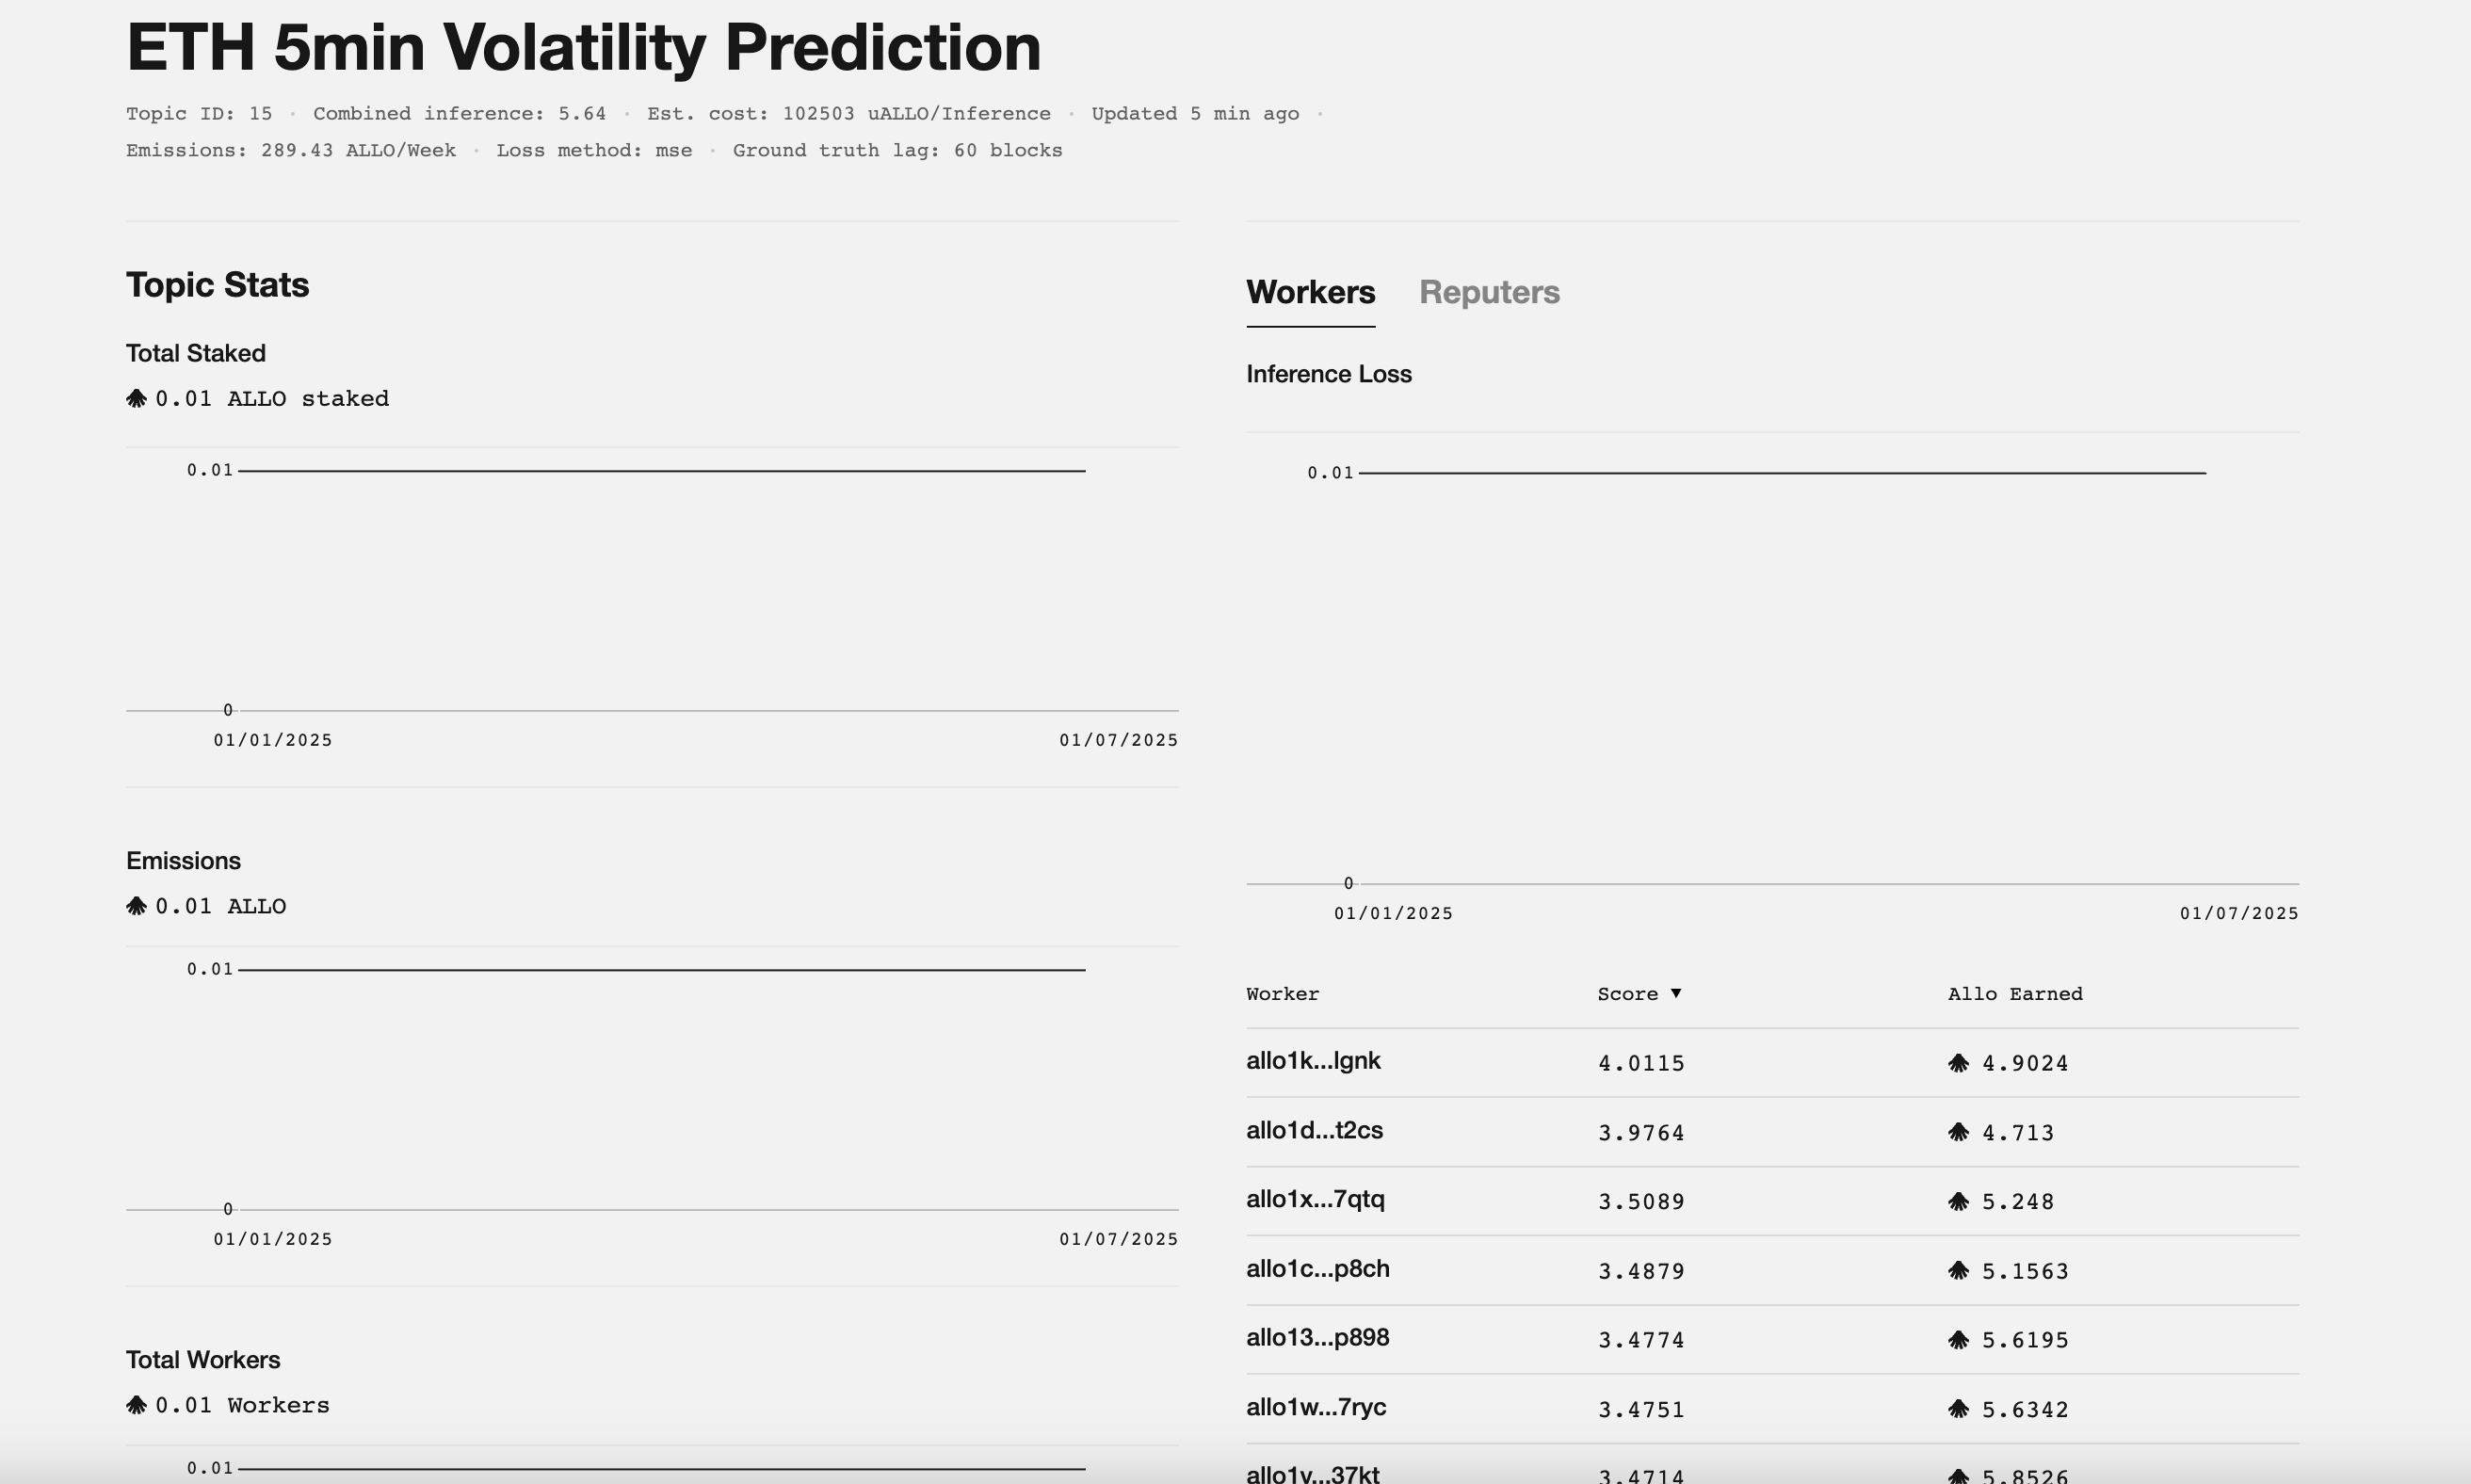 ETH 5min Volatility Prediction
Topic ID: 15 · Combined inference: 5.64 · Est. cost: 102503 uALLO/Inference · Updated 5 min ago ·
Emissions: 289.43 ALLO/Week · Loss method: mse · Ground truth lag: 60 blocks
Topic Stats
Total Staked
0.01 ALLO staked
0.01
0
01/01/2025 01/07/2025
Emissions
0.01 ALLO
0.01
0
01/01/2025 01/07/2025
Total Workers
0.01 Workers
0.01
Workers Reputers
Inference Loss
0.01
0
01/01/2025 01/07/2025
Worker Score ▼ Allo Earned
allo1k...lgnk 4.0115 4.9024
allo1d...t2cs 3.9764 4.713
allo1x...7qtq 3.5089 5.248
allo1c...p8ch 3.4879 5.1563
allo13...p898 3.4774 5.6195
allo1w...7ryc 3.4751 5.6342
3.4714 5.8526